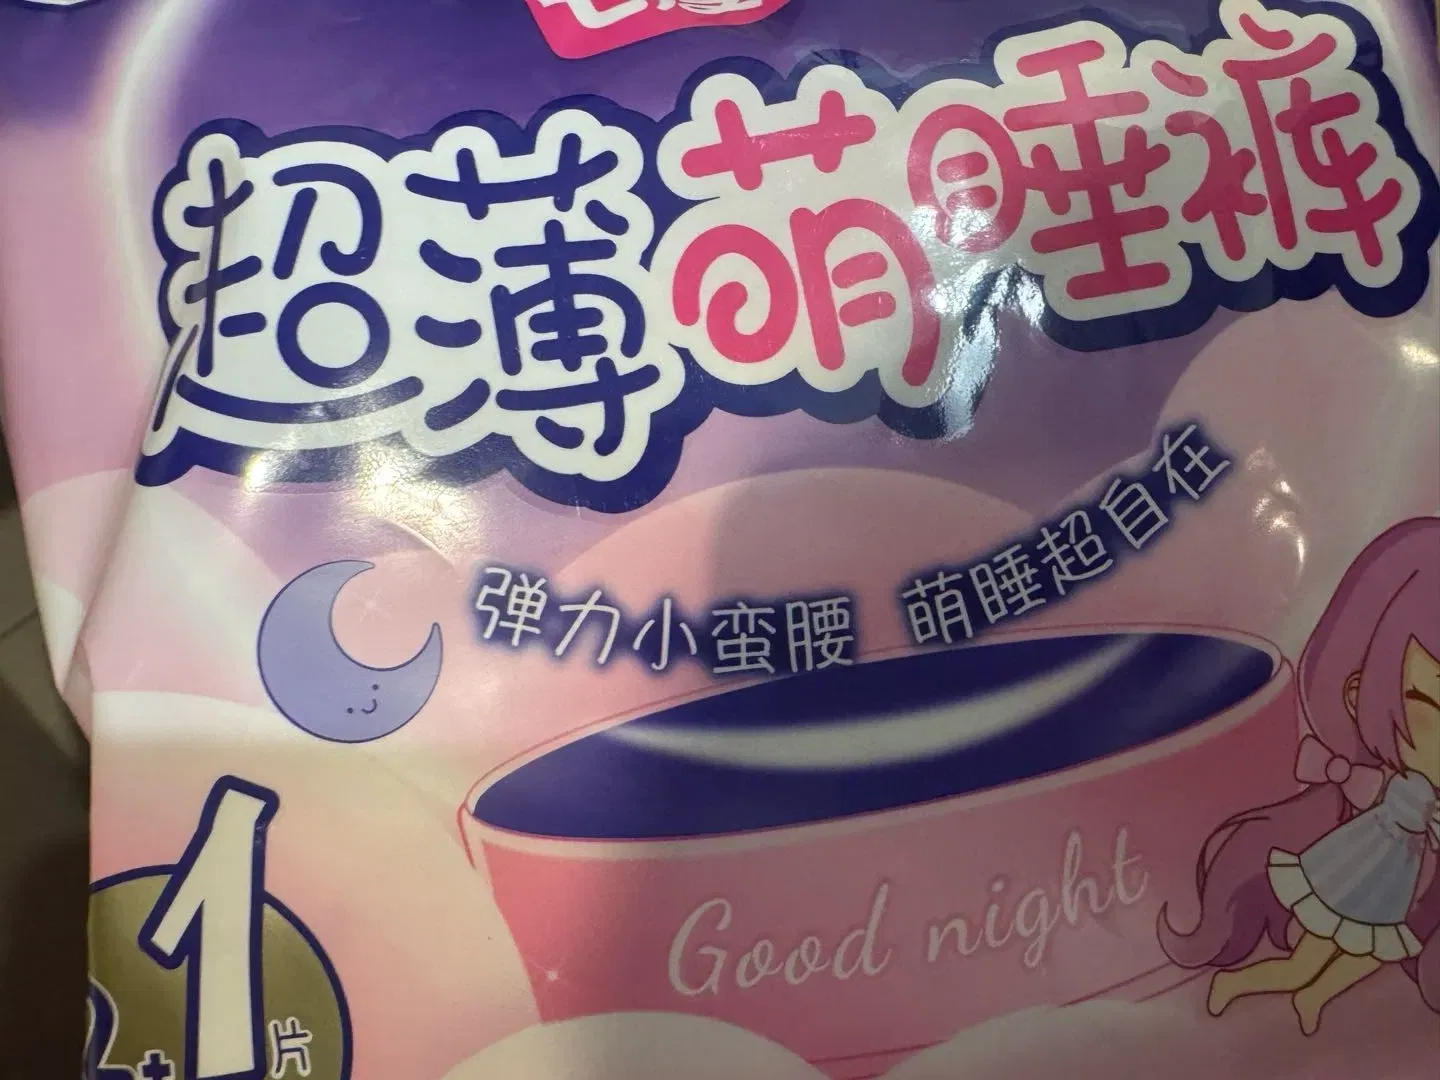 超薄萌睡裤
弹力小蛮腰 萌睡超自在
Good night
2+1片